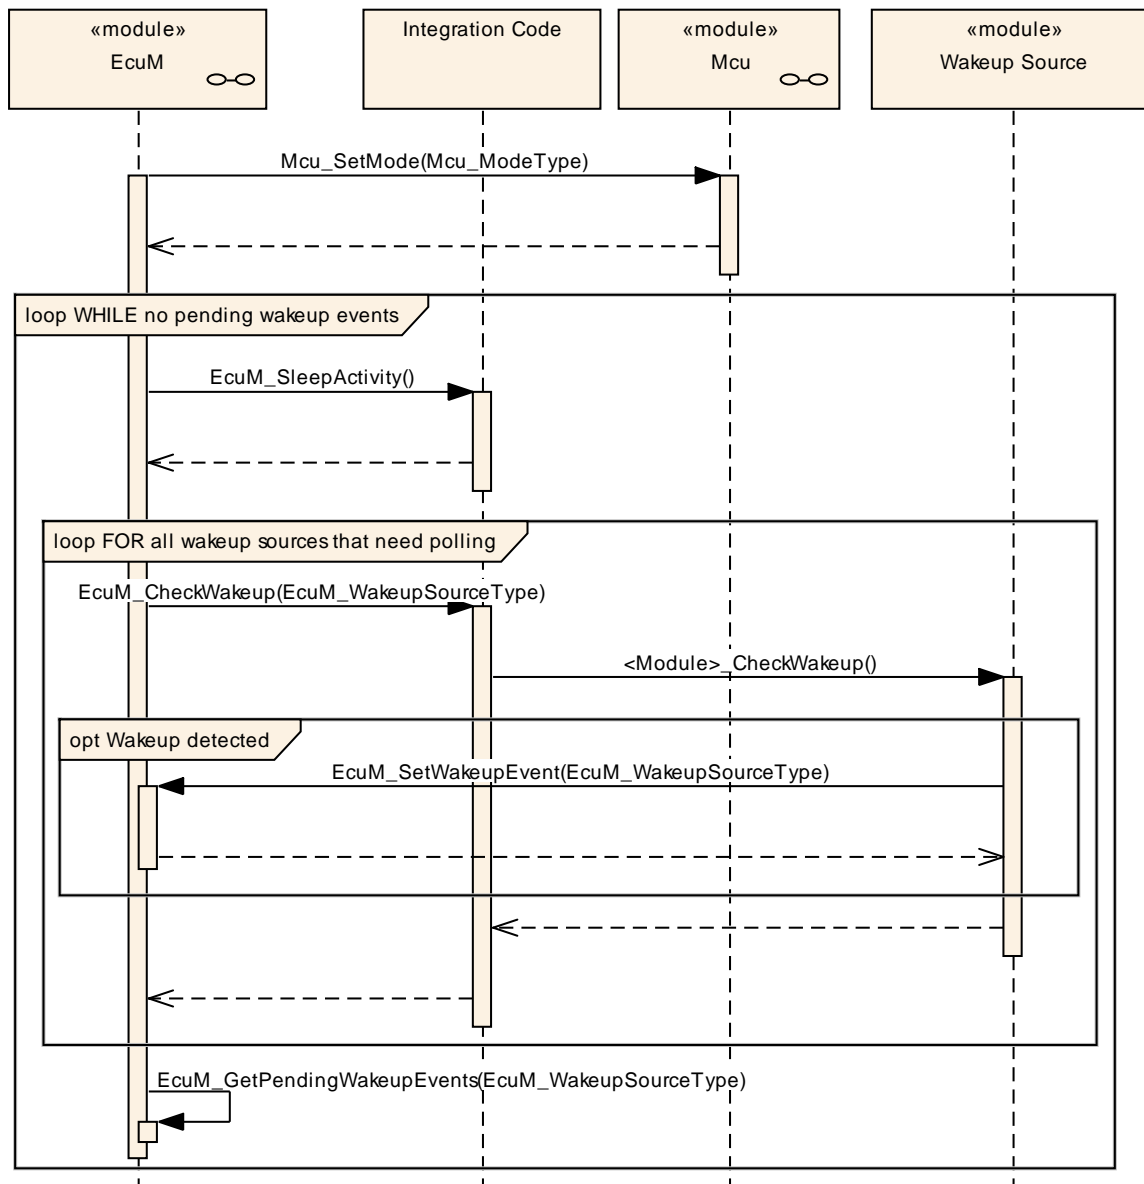 «module»
EcuM
Integration Code
«module»
Mcu
«module»
Wakeup Source
Mcu_SetMode(Mcu_ModeType)
loop WHILE no pending wakeup events
EcuM_SleepActivity()
loop FOR all wakeup sources that need polling
EcuM_CheckWakeup(EcuM_WakeupSourceType)
<Module>_CheckWakeup()
opt Wakeup detected
EcuM_SetWakeupEvent(EcuM_WakeupSourceType)
EcuM_GetPendingWakeupEvents(EcuM_WakeupSourceType)